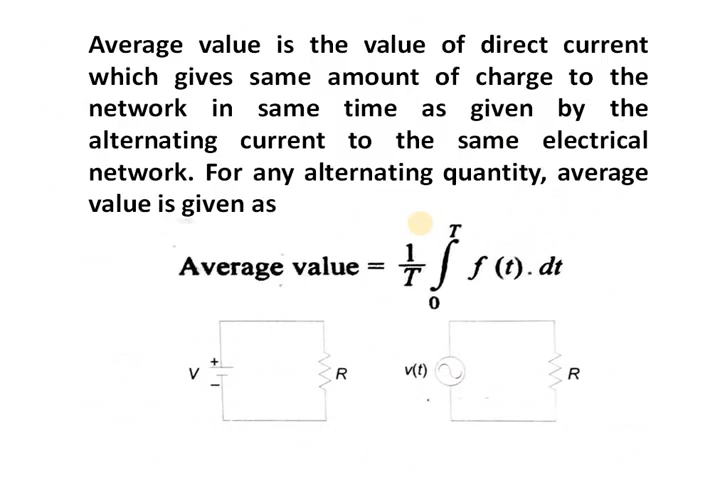 Average value is the value of direct current
which gives same amount of charge to the
network in same time as given by the
alternating current to the same electrical
network. For any alternating quantity, average
value is given as
Average value = 1/T ∫₀ᵀ f (t) . dt
V + − R v(t) R